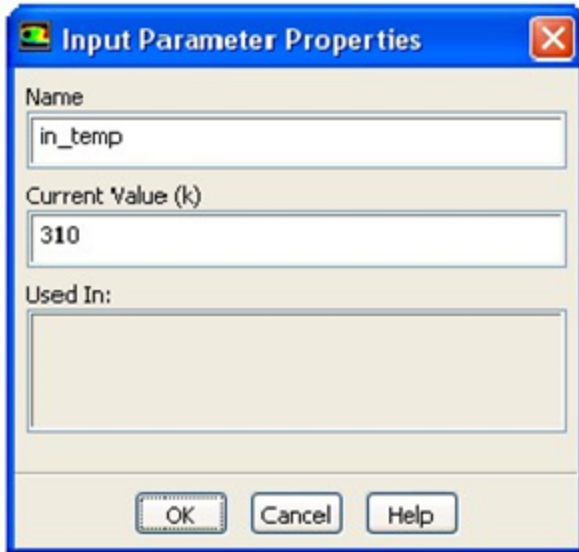 Input Parameter Properties
Name
in_temp
Current Value (k)
310
Used In:
OK Cancel Help